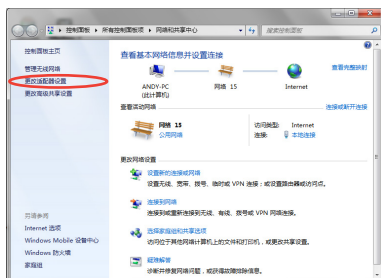 控制面板 ▸ 所有控制面板项 ▸ 网络和共享中心
搜索控制面板
控制面板主页
管理无线网络
更改适配器设置
更改高级共享设置
查看基本网络信息并设置连接
查看完整映射
ANDY-PC
(此计算机)
网络 15
Internet
查看活动网络
连接或断开连接
网络 15
公用网络
访问类型: Internet
连接: 本地连接
更改网络设置
设置新的连接或网络
设置无线、宽带、拨号、临时或 VPN 连接；或设置路由器或访问点。
连接到网络
连接到或重新连接到无线、有线、拨号或 VPN 网络连接。
选择家庭组和共享选项
访问位于其他网络计算机上的文件和打印机，或更改共享设置。
疑难解答
诊断并修复网络问题，或获得故障排除信息。
另请参阅
Internet 选项
Windows Mobile 设备中心
Windows 防火墙
家庭组